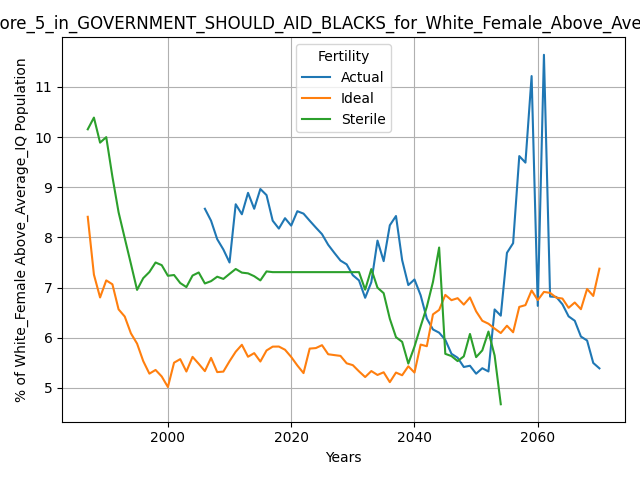 ore_5_in_GOVERNMENT_SHOULD_AID_BLACKS_for_White_Female_Above_Ave
Fertility
Actual
Ideal
Sterile
% of White_Female Above_Average_IQ Population
11
10
9
8
7
6
5
2000 2020 2040 2060
Years